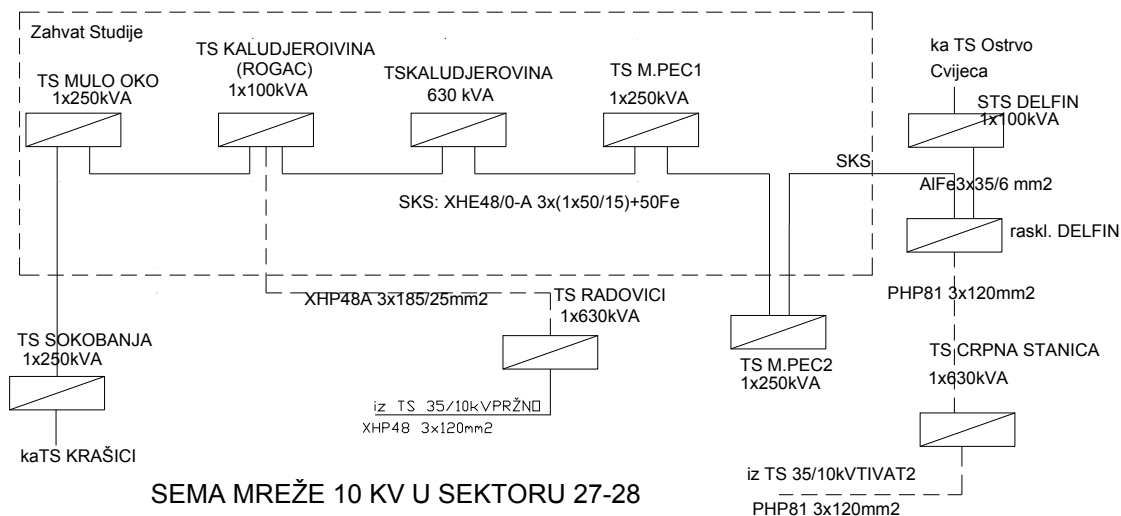 Zahvat Studije
TS MULO OKO
1x250kVA
TS KALUDJEROIVINA
(ROGAC)
1x100kVA
TSKALUDJEROVINA
630 kVA
TS M.PEC1
1x250kVA
ka TS Ostrvo
Cvijeca
STS DELFIN
1x100kVA
SKS
AlFe3x35/6 mm2
SKS: XHE48/0-A 3x(1x50/15)+50Fe
raskl. DELFIN
PHP81 3x120mm2
XHP48A 3x185/25mm2
TS RADOVICI
1x630kVA
TS SOKOBANJA
1x250kVA
TS M.PEC2
1x250kVA
TS CRPNA STANICA
1x630kVA
iz TS 35/10kVPRŽNO
XHP48 3x120mm2
kaTS KRAŠICI
iz TS 35/10kVTIVAT2
PHP81 3x120mm2
SEMA MREŽE 10 KV U SEKTORU 27-28